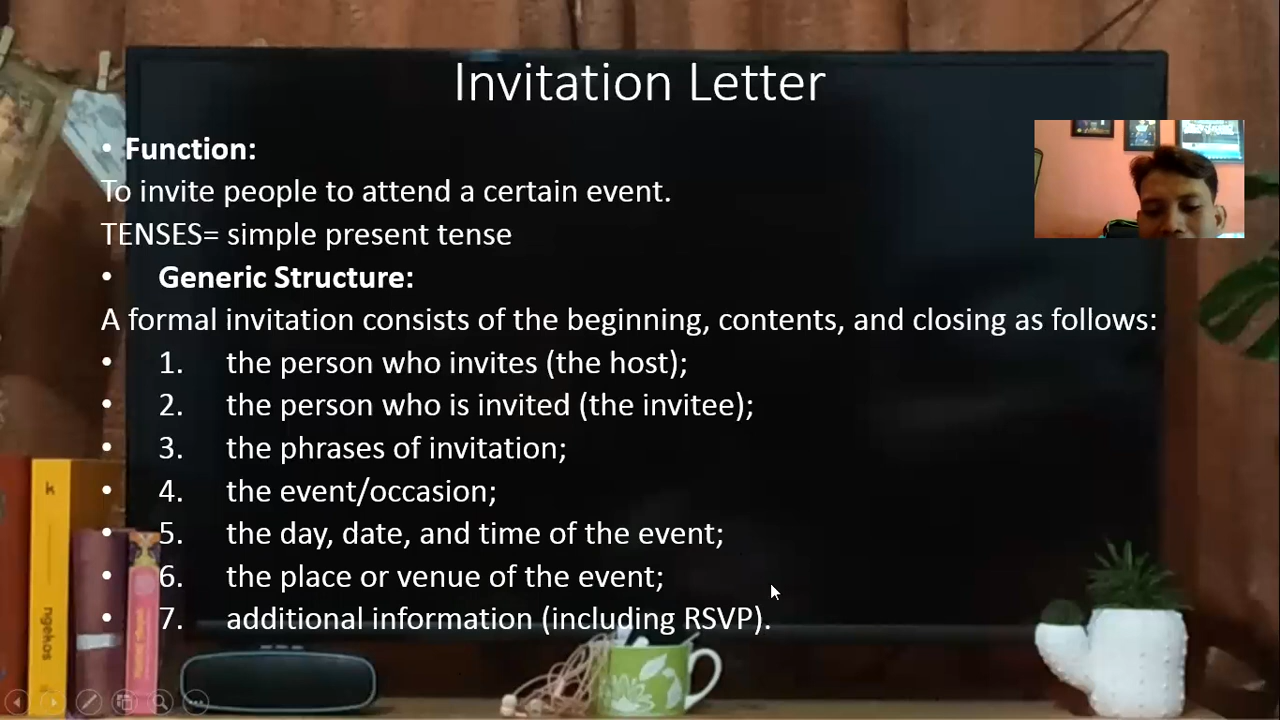 Invitation Letter
• Function:
To invite people to attend a certain event.
TENSES= simple present tense
• Generic Structure:
A formal invitation consists of the beginning, contents, and closing as follows:
• 1. the person who invites (the host);
• 2. the person who is invited (the invitee);
• 3. the phrases of invitation;
• 4. the event/occasion;
• 5. the day, date, and time of the event;
• 6. the place or venue of the event;
• 7. additional information (including RSVP).
k
ngekos